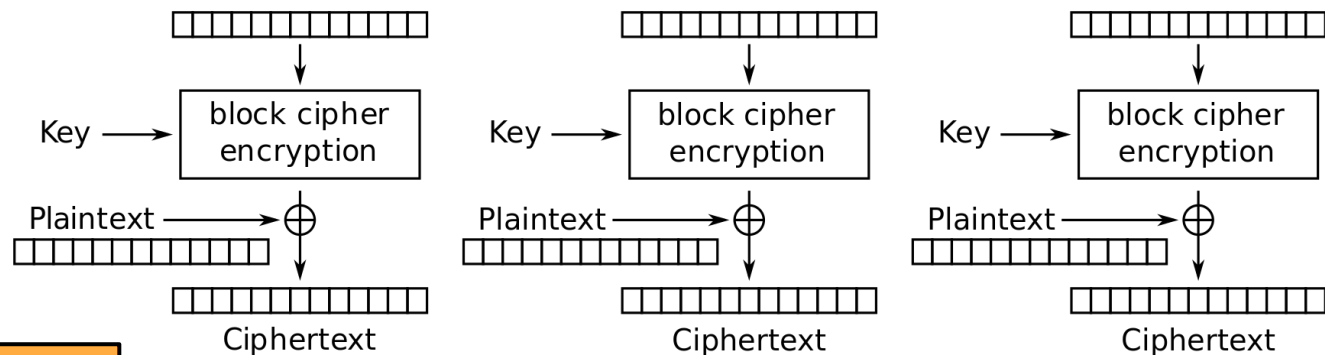 block cipher
encryption
Key
Plaintext
Ciphertext
block cipher
encryption
Key
Plaintext
Ciphertext
block cipher
encryption
Key
Plaintext
Ciphertext